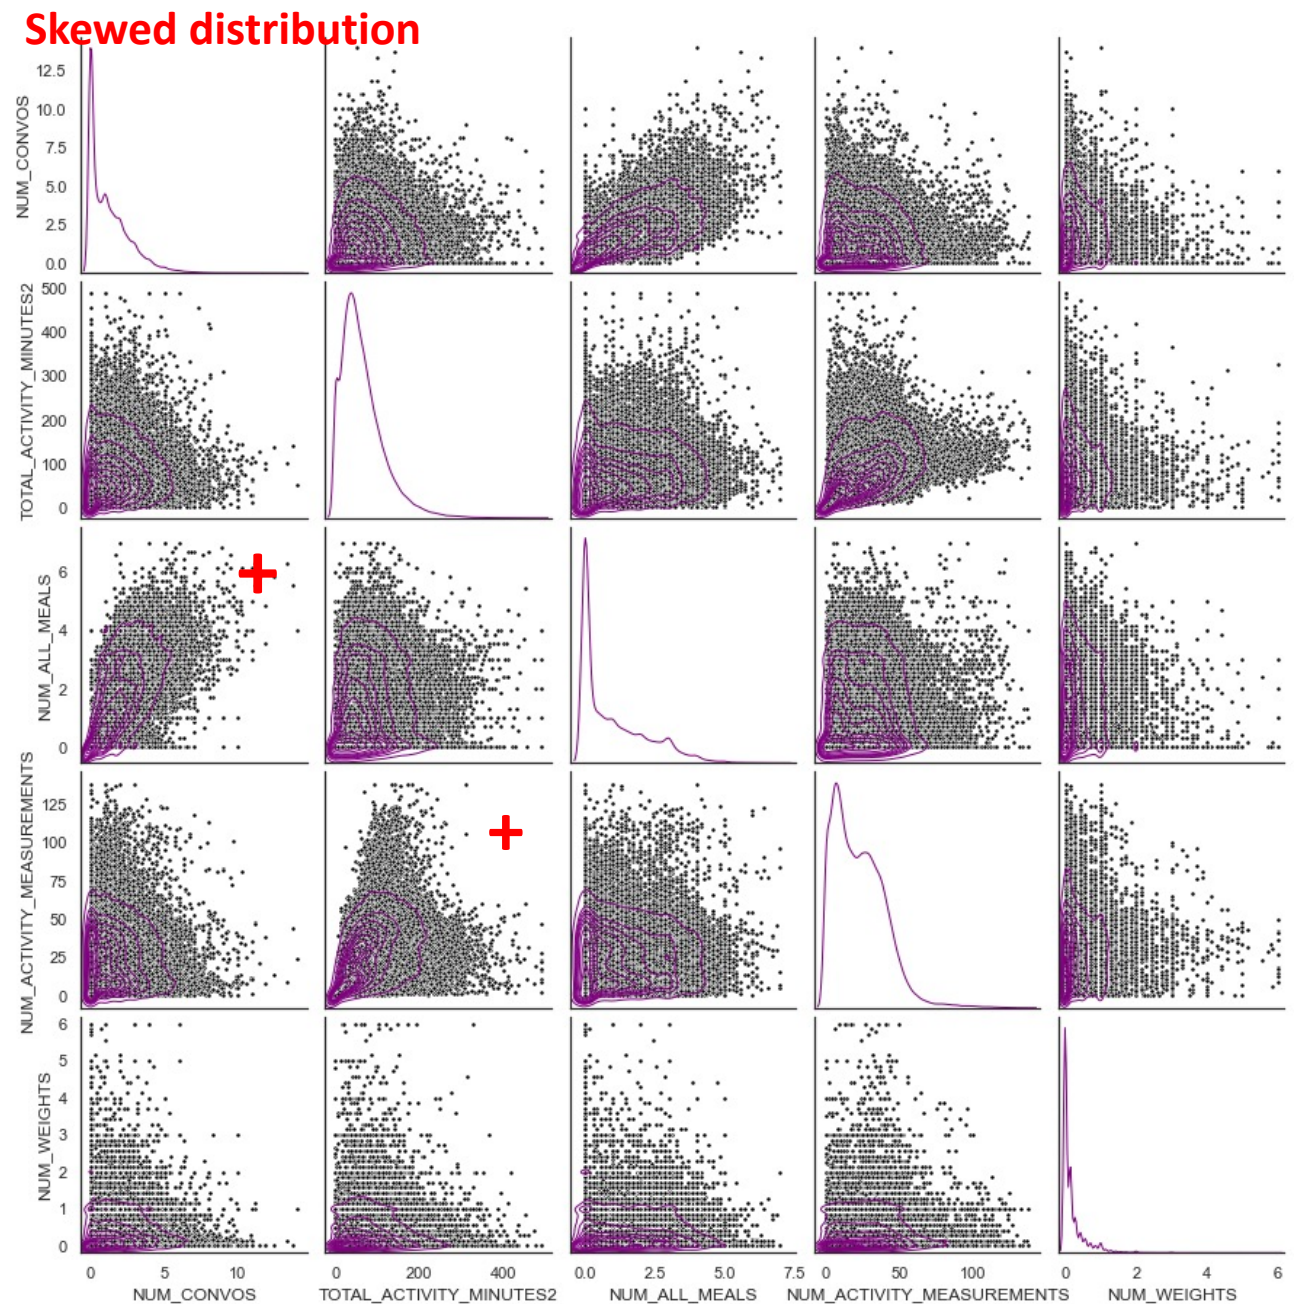 Skewed distribution
NUM_CONVOS
12.5
10.0
7.5
5.0
2.5
0.0
TOTAL_ACTIVITY_MINUTES2
500
400
300
200
100
0
NUM_ALL_MEALS
6
4
2
0
+
NUM_ACTIVITY_MEASUREMENTS
125
100
75
50
25
0
+
NUM_WEIGHTS
6
5
4
3
2
1
0
0 5 10
0 200 400
0.0 2.5 5.0 7.5
0 50 100
0 2 4 6
NUM_CONVOS
TOTAL_ACTIVITY_MINUTES2
NUM_ALL_MEALS
NUM_ACTIVITY_MEASUREMENTS
NUM_WEIGHTS